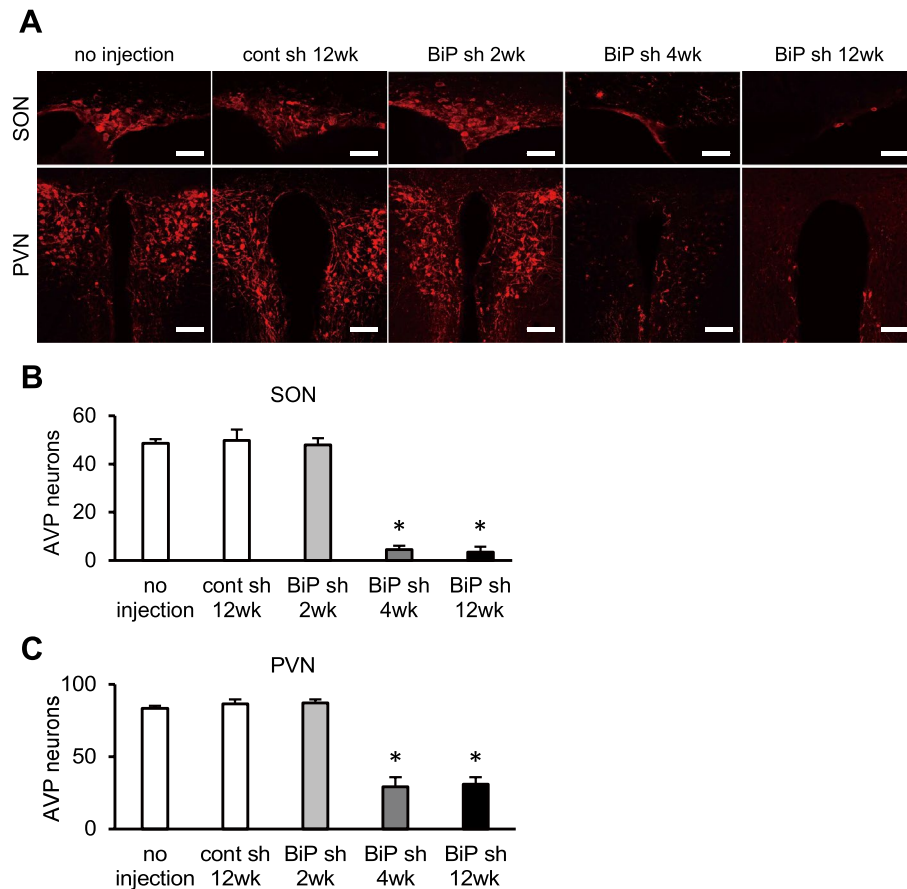 A
no injection cont sh 12wk BiP sh 2wk BiP sh 4wk BiP sh 12wk
SON
PVN
B
SON
AVP neurons
60
40
20
0
no injection
cont sh 12wk
BiP sh 2wk
* BiP sh 4wk
* BiP sh 12wk
C
PVN
AVP neurons
100
50
0
no injection
cont sh 12wk
BiP sh 2wk
* BiP sh 4wk
* BiP sh 12wk